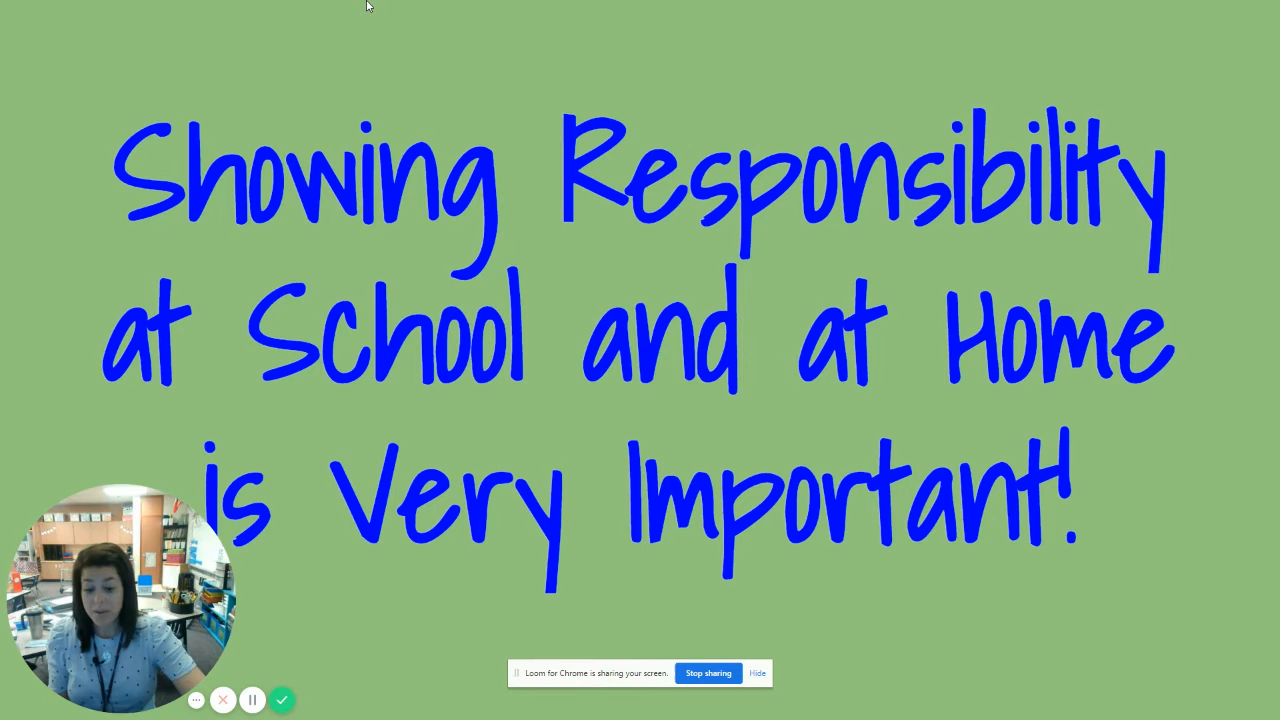 Showing Responsibility
at School and at Home
is Very Important!
Loom for Chrome is sharing your screen. Stop sharing Hide